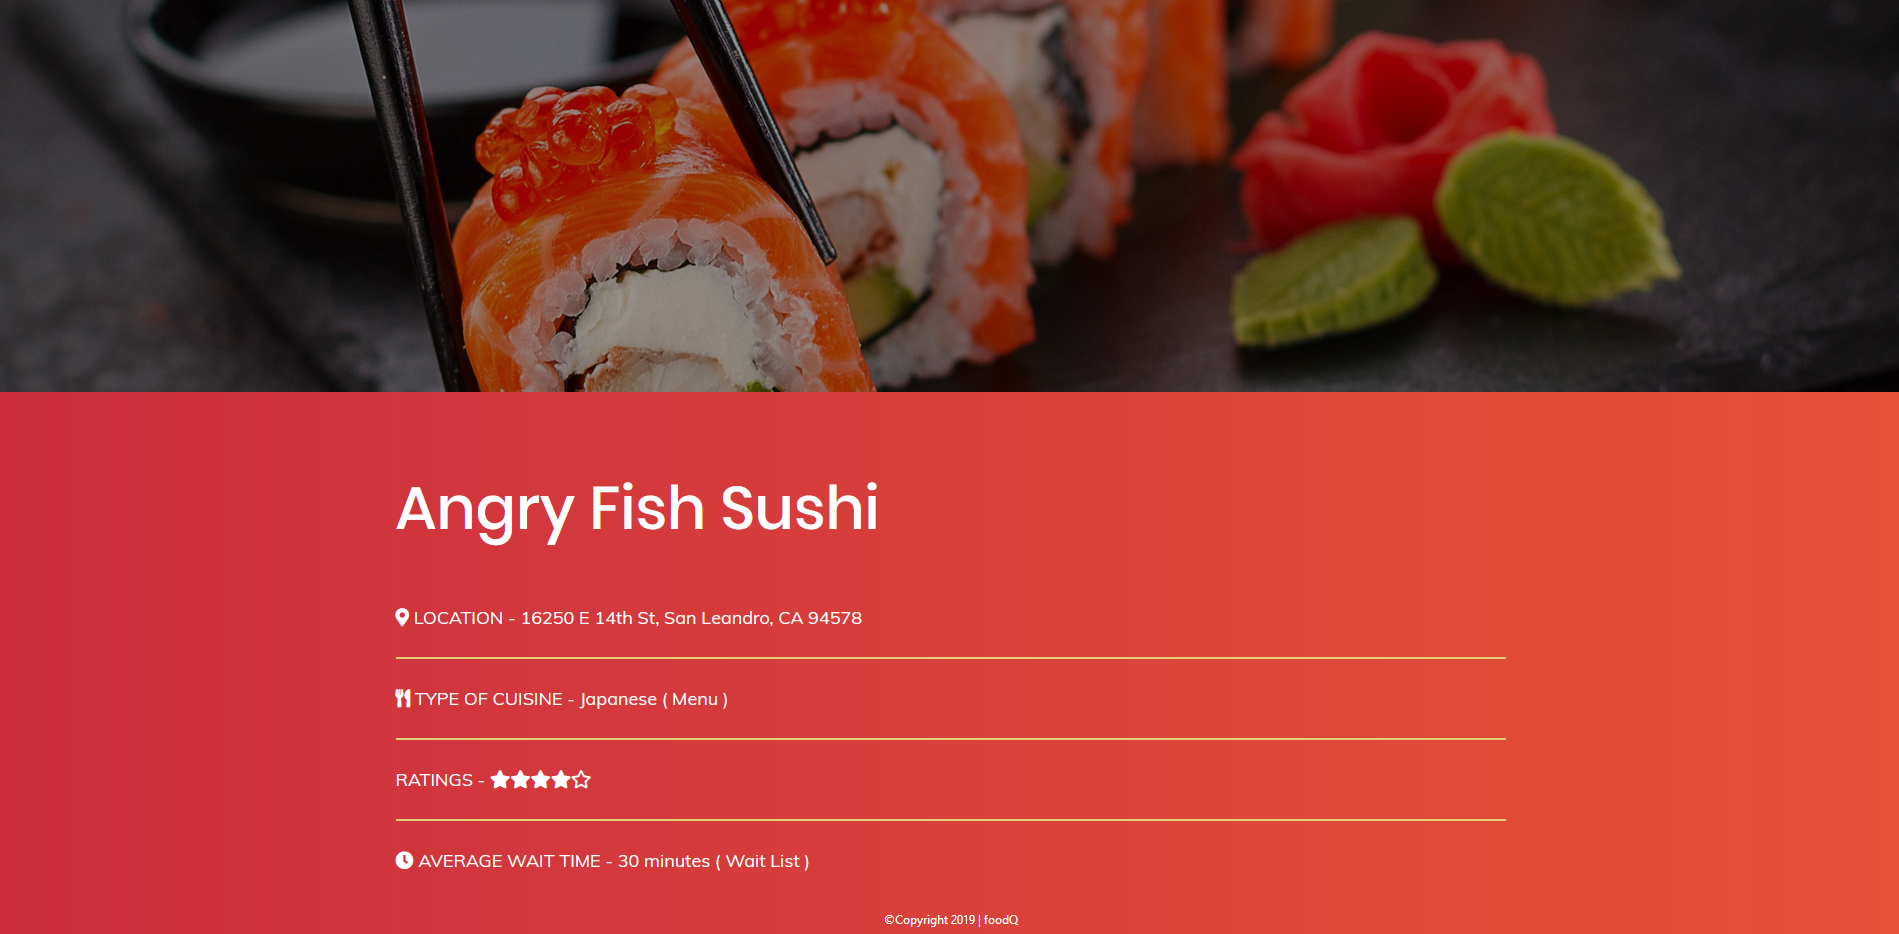 Angry Fish Sushi
LOCATION - 16250 E 14th St, San Leandro, CA 94578
TYPE OF CUISINE - Japanese ( Menu )
RATINGS - ★★★★☆
AVERAGE WAIT TIME - 30 minutes ( Wait List )
©Copyright 2019 | foodQ